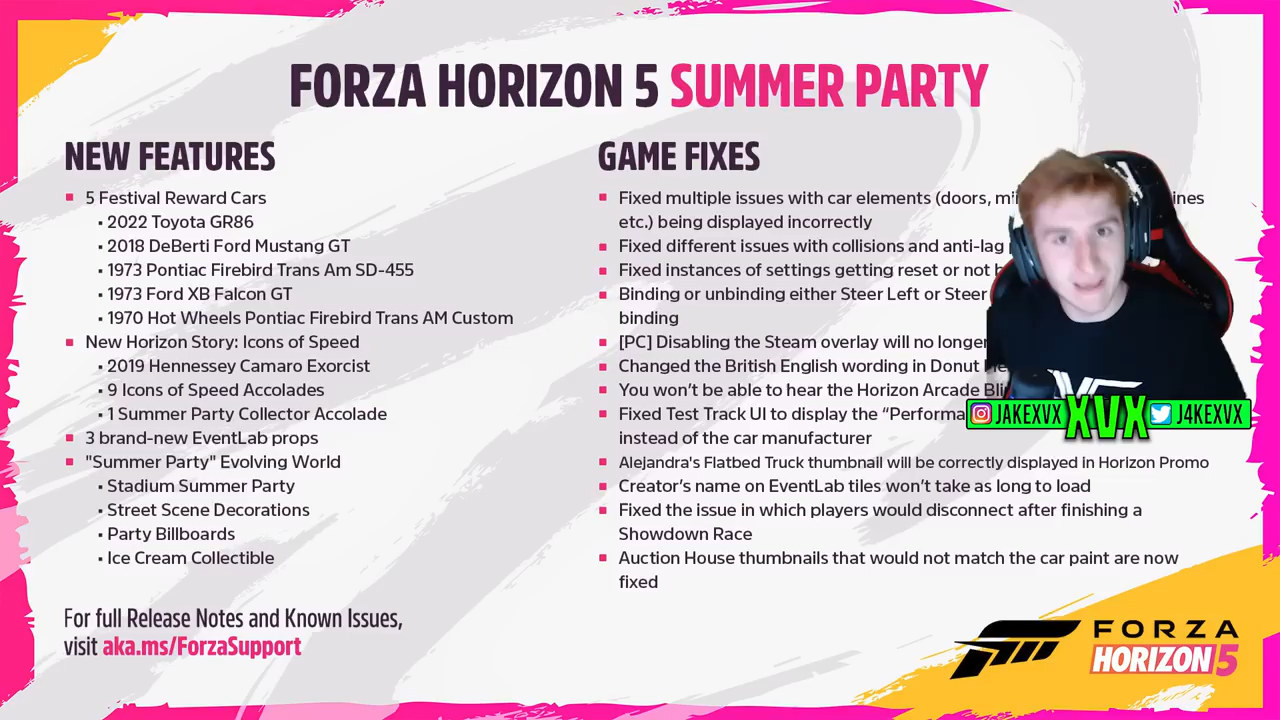 FORZA HORIZON 5 SUMMER PARTY
NEW FEATURES
5 Festival Reward Cars
2022 Toyota GR86
2018 DeBerti Ford Mustang GT
1973 Pontiac Firebird Trans Am SD-455
1973 Ford XB Falcon GT
1970 Hot Wheels Pontiac Firebird Trans AM Custom
New Horizon Story: Icons of Speed
2019 Hennessey Camaro Exorcist
9 Icons of Speed Accolades
1 Summer Party Collector Accolade
3 brand-new EventLab props
"Summer Party" Evolving World
Stadium Summer Party
Street Scene Decorations
Party Billboards
Ice Cream Collectible
For full Release Notes and Known Issues,
visit aka.ms/ForzaSupport
GAME FIXES
Fixed multiple issues with car elements (doors,
etc.) being displayed incorrectly
Fixed different issues with collisions and anti-lag
Fixed instances of settings getting reset or not
Binding or unbinding either Steer Left or Steer
binding
[PC] Disabling the Steam overlay will no longer
Changed the British English wording in Donut
You won’t be able to hear the Horizon Arcade
Fixed Test Track UI to display the
instead of the car manufacturer
Alejandra's Flatbed Truck thumbnail will be correctly displayed in Horizon Promo
Creator’s name on EventLab tiles won’t take as long to load
Fixed the issue in which players would disconnect after finishing a
Showdown Race
Auction House thumbnails that would not match the car paint are now
fixed
JAKEXVX XVX J4KEXVX
FORZA
HORIZON 5